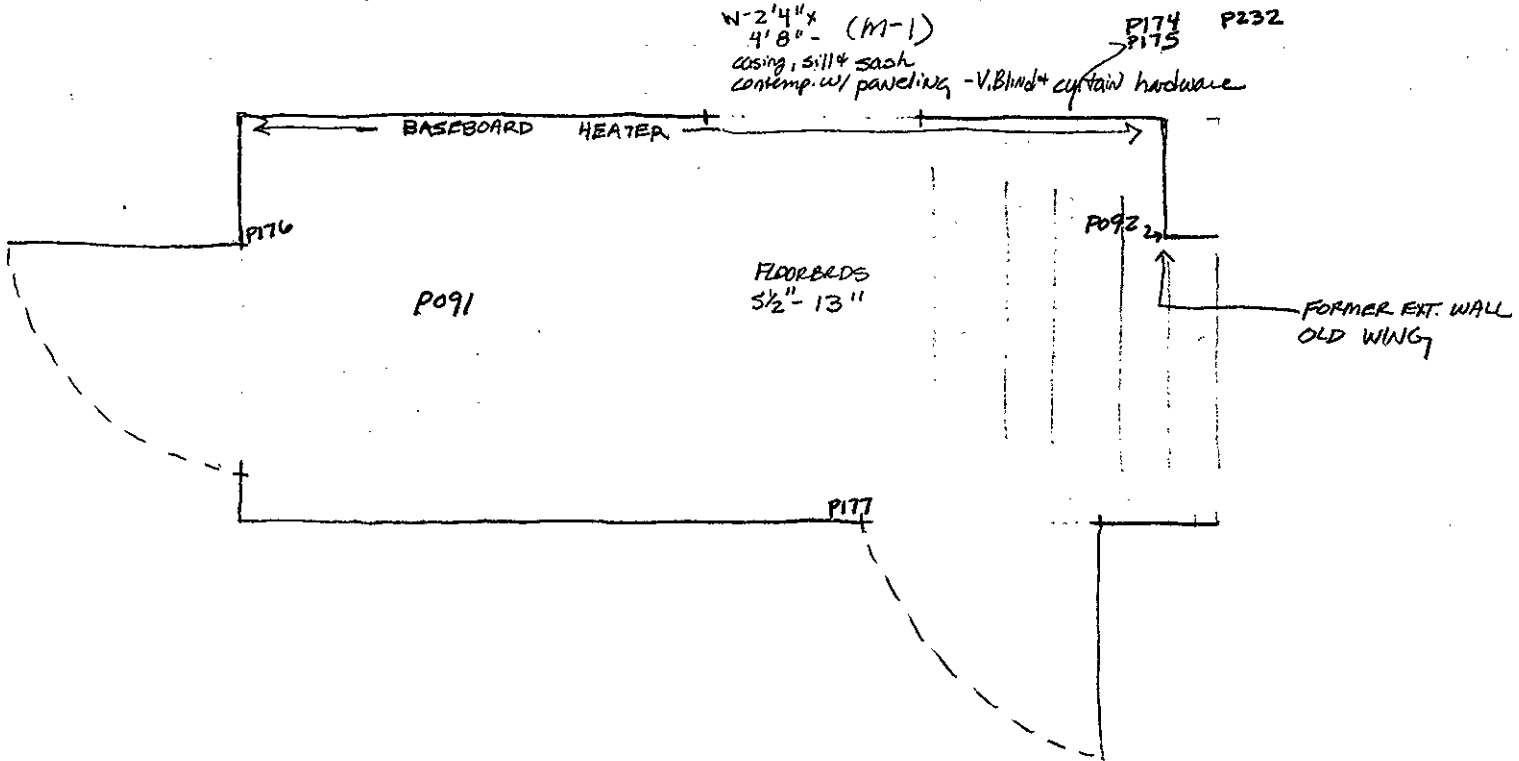 W-2'4" x
4'8" - (M-1)
casing, sill & sash
contemp. w/ paneling - V. Blind & curtain hardware
P174 P232
P175
BASEBOARD HEATER
P176
P092
FLOORBRDS
5½" - 13"
P091
FORMER EXT. WALL
OLD WING
P177